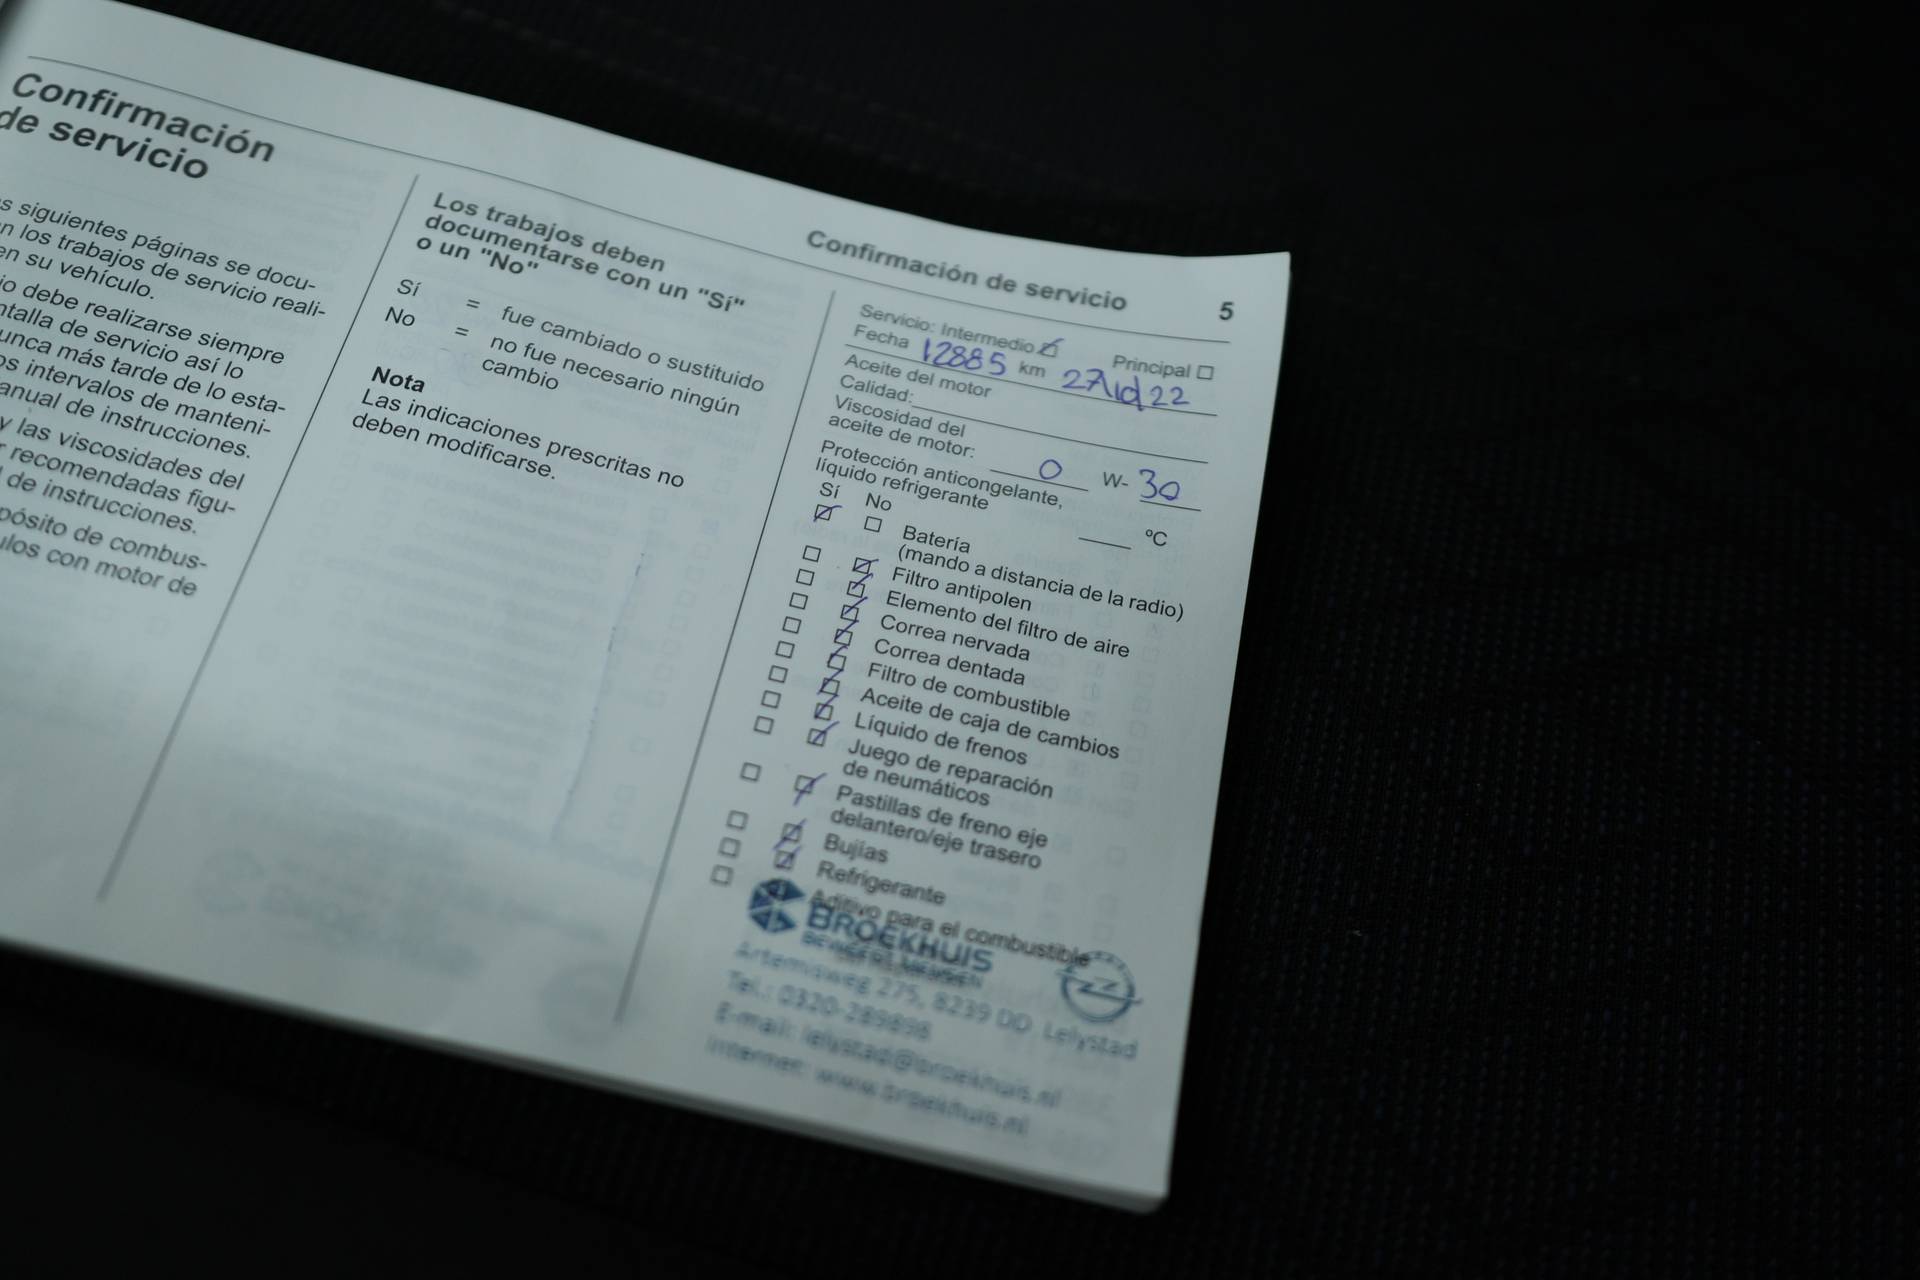 Confirmación
de servicio
s siguientes páginas se docu-
n los trabajos de servicio reali-
en su vehículo.
io debe realizarse siempre
ntalla de servicio así lo
unca más tarde de lo esta-
os intervalos de manteni-
anual de instrucciones.
y las viscosidades del
r recomendadas figu-
de instrucciones.
pósito de combus-
ulos con motor de
Los trabajos deben
documentarse con un "Sí"
o un "No"
Sí = fue cambiado o sustituido
No = no fue necesario ningún
cambio
Nota
Las indicaciones prescritas no
deben modificarse.
Confirmación de servicio 5
Servicio: Intermedio Principal
Fecha 12885 km 22
Aceite del motor
Calidad:
Viscosidad del
aceite de motor: 0 W- 30
Protección anticongelante,
líquido refrigerante ºC
Sí No
Batería
(mando a distancia de la radio)
Filtro antipolen
Elemento del filtro de aire
Correa nervada
Correa dentada
Filtro de combustible
Aceite de caja de cambios
Líquido de frenos
Juego de reparación
de neumáticos
Pastillas de freno eje
delantero/eje trasero
Bujías
Refrigerante
Aditivo para el combustible
BROEKHUIS
BEWEEGT MENSEN
Artemisweg 275, 8239 DD Lelystad
Tel.: 0320-289898
E-mail: lelystad@broekhuis.nl
Internet: www.broekhuis.nl